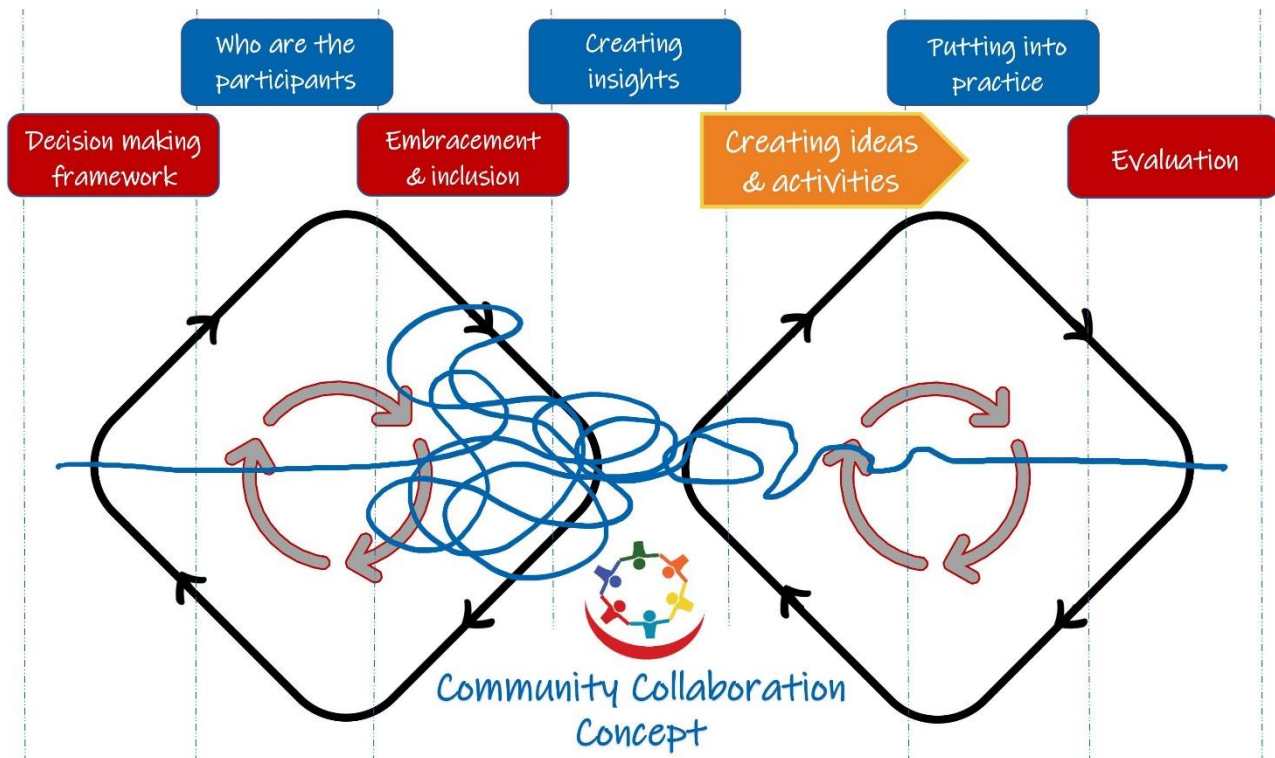 Who are the
participants
Creating
insights
Putting into
practice
Decision making
framework
Embracement
& inclusion
Creating ideas
& activities
Evaluation
Community Collaboration
Concept